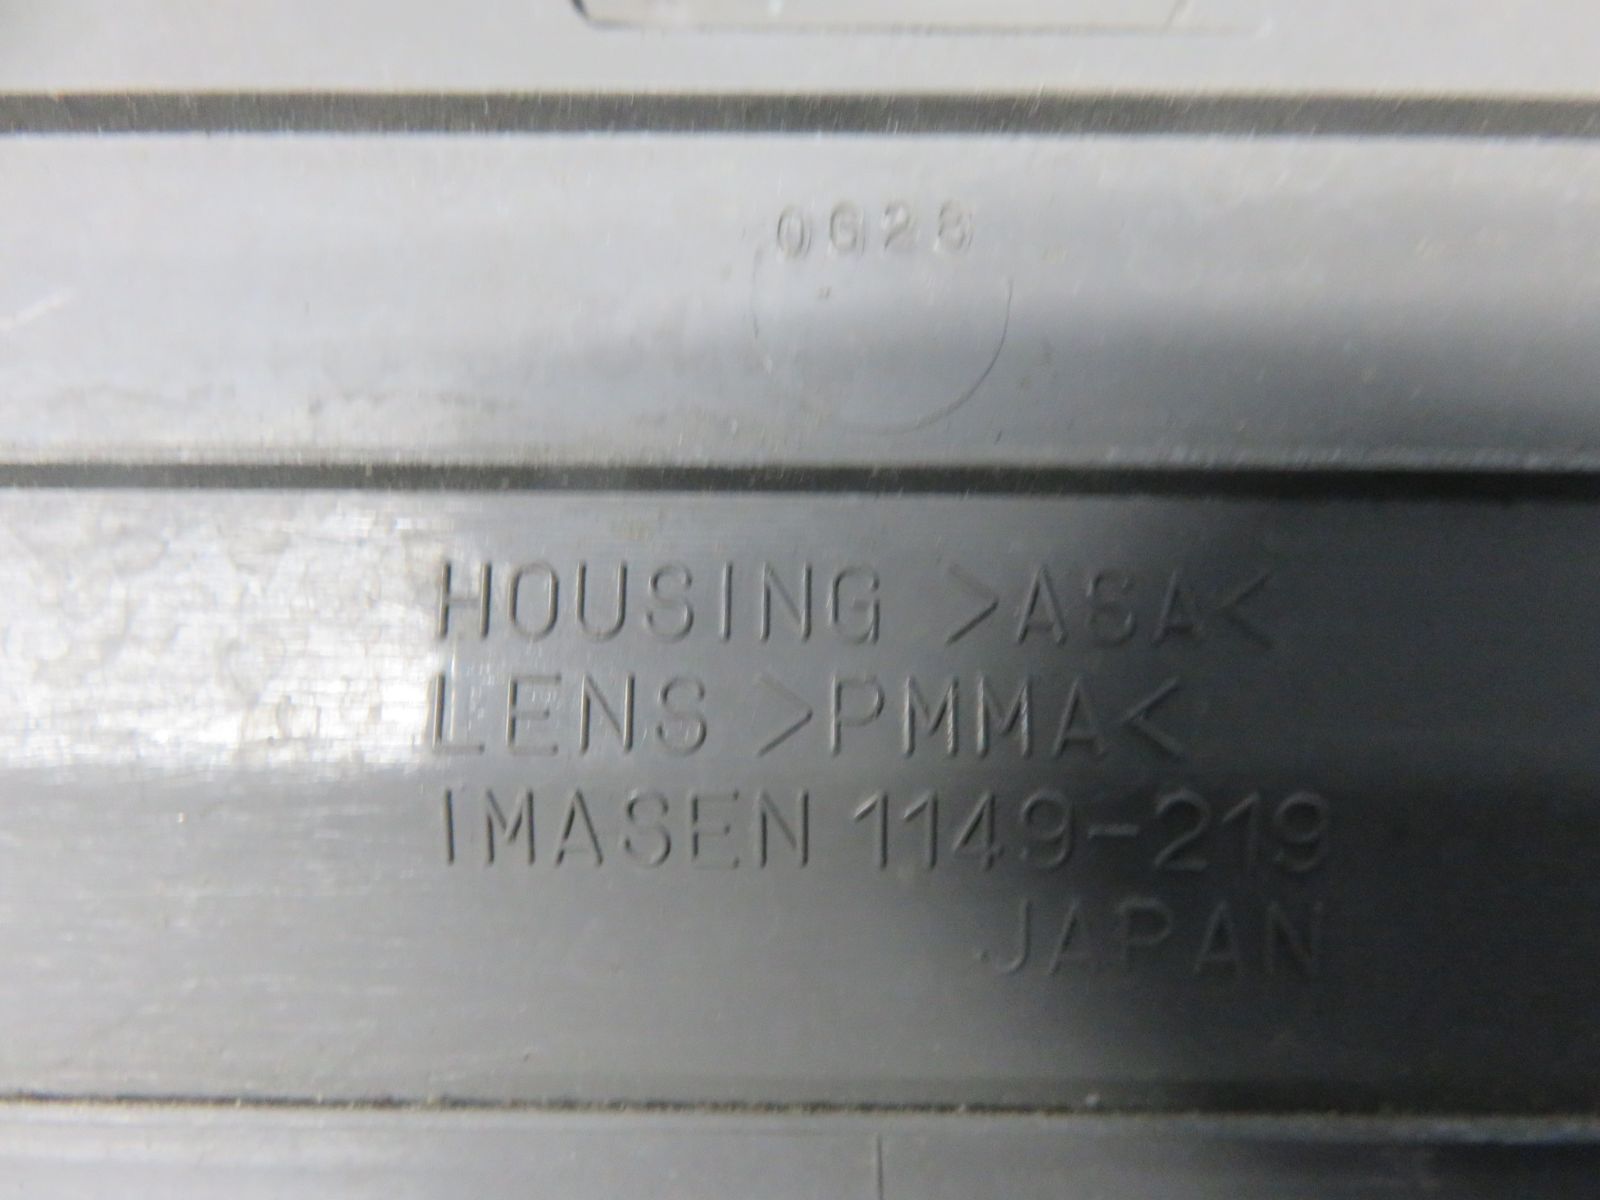 0G28
HOUSING >ASA<
LENS >PMMA<
IMASEN 1149-219
JAPAN